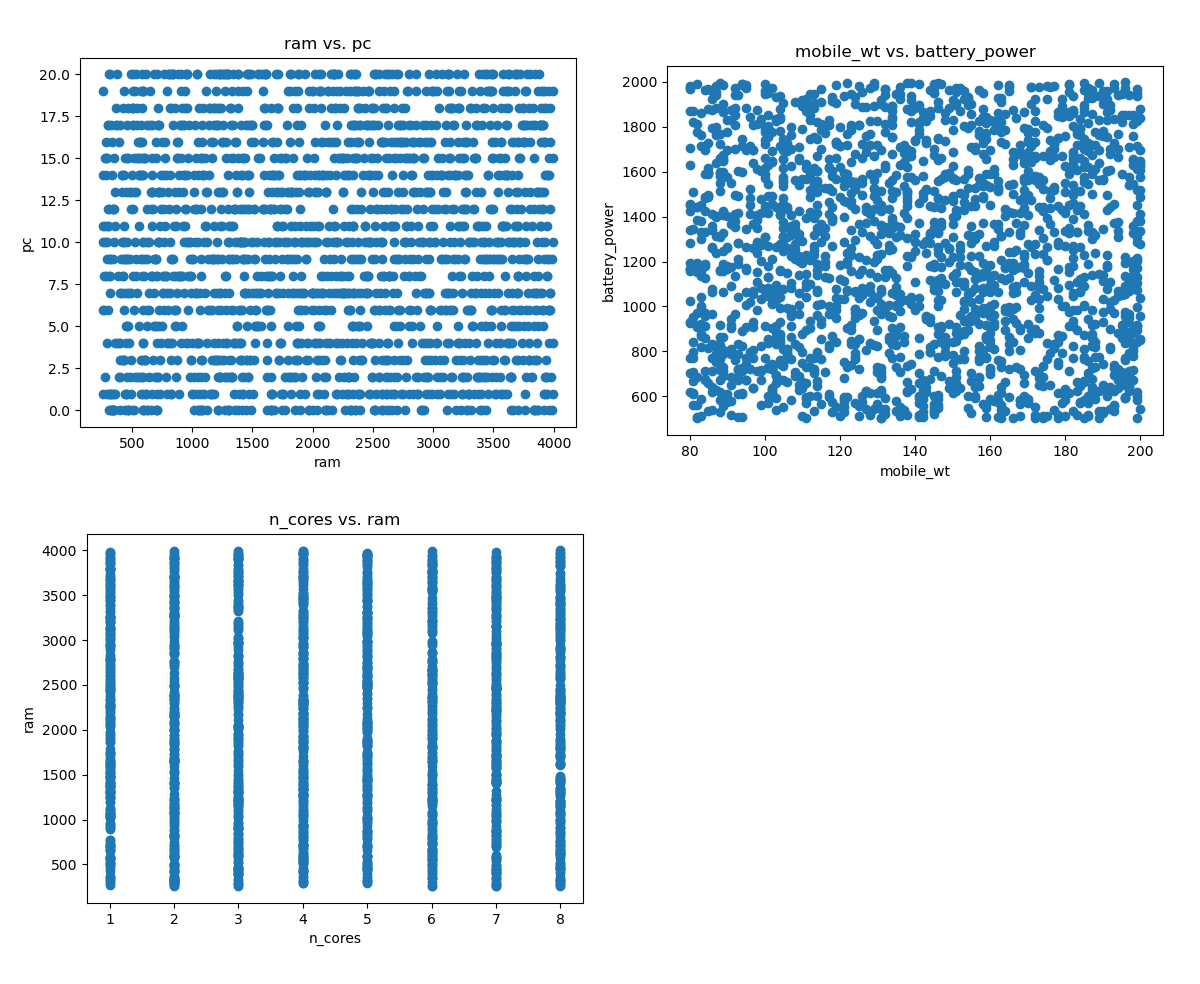 ram vs. pc
20.0
17.5
15.0
12.5
10.0
7.5
5.0
2.5
0.0
pc
500 1000 1500 2000 2500 3000 3500 4000
ram
mobile_wt vs. battery_power
2000
1800
1600
1400
1200
1000
800
600
battery_power
80 100 120 140 160 180 200
mobile_wt
n_cores vs. ram
4000
3500
3000
2500
2000
1500
1000
500
ram
1 2 3 4 5 6 7 8
n_cores